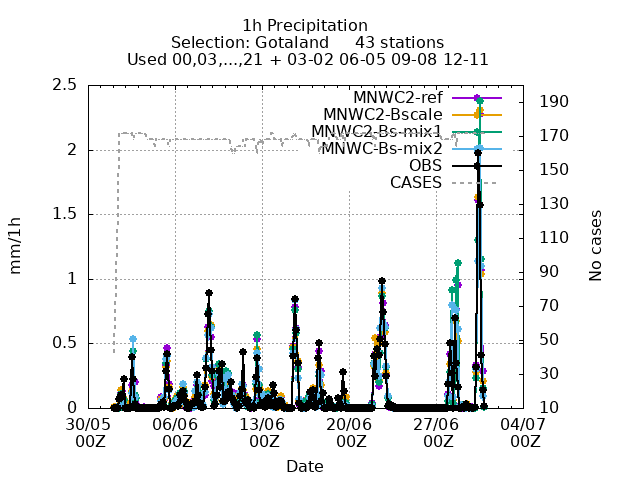 1h Precipitation
Selection: Gotaland 43 stations
Used 00,03,...,21 + 03-02 06-05 09-08 12-11
MNWC2-ref
MNWC2-Bscale
MNWC2-Bs-mix1
MNWC-Bs-mix2
OBS
CASES
mm/1h
2.5
2
1.5
1
0.5
0
No cases
190
170
150
130
110
90
70
50
30
10
30/05 06/06 13/06 20/06 27/06 04/07
00Z 00Z 00Z 00Z 00Z 00Z
Date